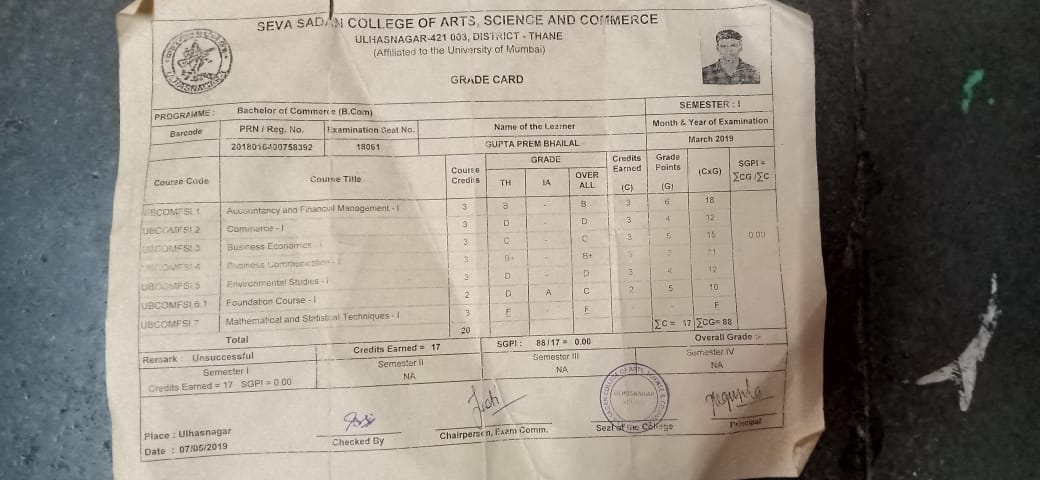 SEVA SADAN COLLEGE OF ARTS, SCIENCE AND COMMERCE
ULHASNAGAR-421 003, DISTRICT - THANE
(Affiliated to the University of Mumbai)
GRADE CARD
PROGRAMME : Bachelor of Commerce (B.Com) SEMESTER : I
Barcode PRN / Reg. No. Examination Seat No. Name of the Learner Month & Year of Examination
2018016400758392 18061 GUPTA PREM BHAILAL March 2019
Course Code Course Title Course Credits GRADE TH IA OVER ALL Credits Earned (C) Grade Points (G) (CxG) SGPI = ΣCG /ΣC
UBCOMFSI.1 Accountancy and Financial Management - I 3 B - B 3 6 18
UBCOMFSI.2 Commerce - I 3 D - D 3 4 12
UBCOMFSI.3 Business Economics - I 3 C - C 3 5 15 0.00
UBCOMFSI.4 Business Communication - I 3 B+ - B+ 3 7 21
UBCOMFSI.5 Environmental Studies - I 3 D - D 3 4 12
UBCOMFSI.6.1 Foundation Course - I 2 D A C 2 5 10
UBCOMFSI.7 Mathematical and Statistical Techniques - I 3 F - F - F
Total 20 ΣC = 17 ΣCG= 88
Remark : Unsuccessful Credits Earned = 17 SGPI : 88/17 = 0.00 Overall Grade :-
Semester I Semester II Semester III Semester IV
Credits Earned = 17 SGPI = 0.00 NA NA NA
Place : Ulhasnagar
Date : 07/05/2019 Checked By Chairperson, Exam Comm. Seal of the College Principal